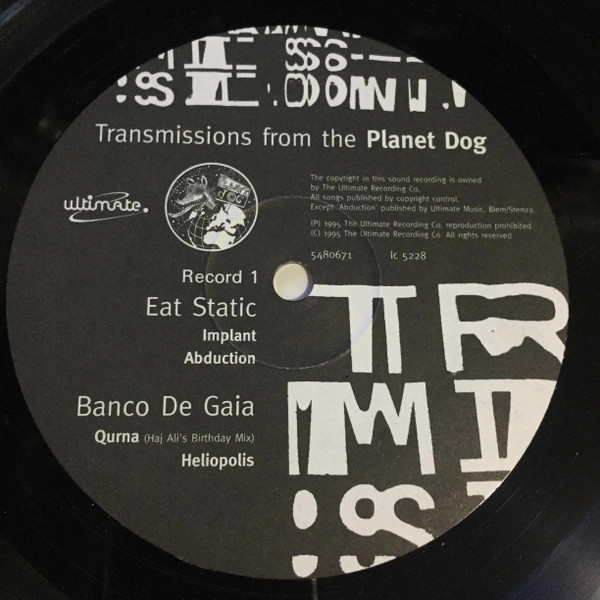 Transmissions from the Planet Dog
ultimate.
The copyright in this sound recording is owned
by The Ultimate Recording Co.
All songs published by copyright control.
Except 'Abduction' published by Ultimate Music, Biem/Stemra.
(P) 1995 The Ultimate Recording Co. reproduction prohibited
(C) 1995 The Ultimate Recording Co. All rights reserved
5480671 lc 5228
Record 1
Eat Static
Implant
Abduction
Banco De Gaia
Qurna (Haj Ali's Birthday Mix)
Heliopolis